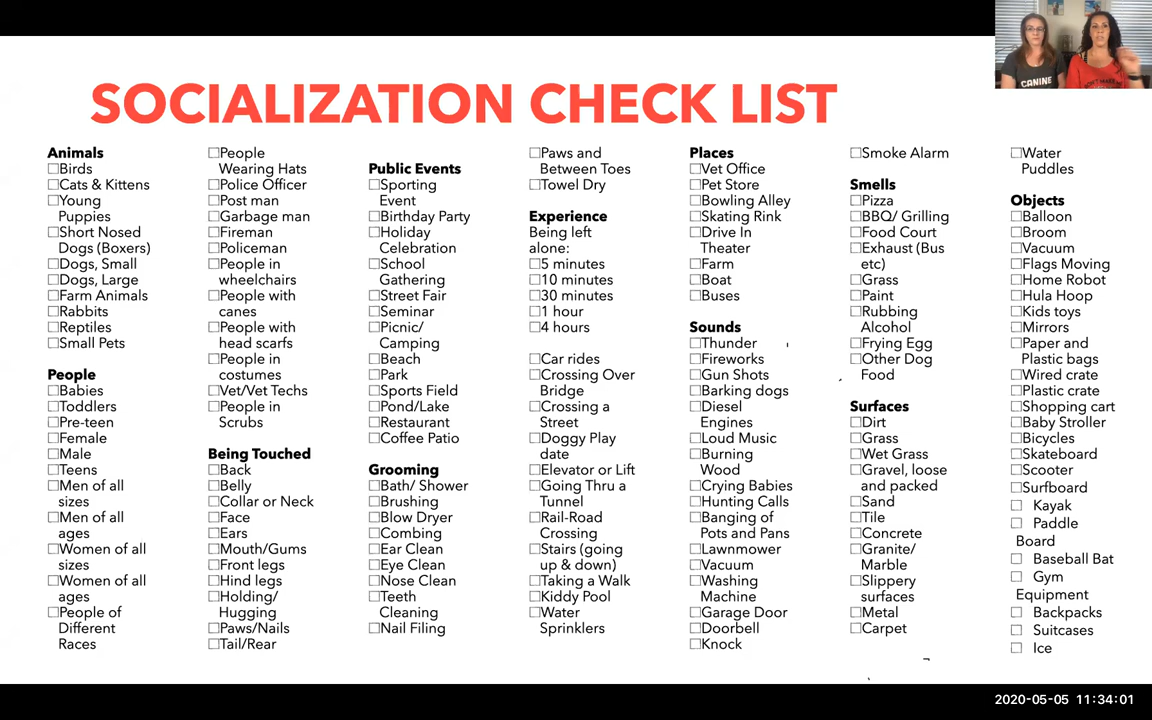 SOCIALIZATION CHECK LIST
Animals
☐Birds
☐Cats & Kittens
☐Young
Puppies
☐Short Nosed
Dogs (Boxers)
☐Dogs, Small
☐Dogs, Large
☐Farm Animals
☐Rabbits
☐Reptiles
☐Small Pets
People
☐Babies
☐Toddlers
☐Pre-teen
☐Female
☐Male
☐Teens
☐Men of all
sizes
☐Men of all
ages
☐Women of all
sizes
☐Women of all
ages
☐People of
Different
Races
☐People
Wearing Hats
☐Police Officer
☐Post man
☐Garbage man
☐Fireman
☐Policeman
☐People in
wheelchairs
☐People with
canes
☐People with
head scarfs
☐People in
costumes
☐Vet/Vet Techs
☐People in
Scrubs
Being Touched
☐Back
☐Belly
☐Collar or Neck
☐Face
☐Ears
☐Mouth/Gums
☐Front legs
☐Hind legs
☐Holding/
Hugging
☐Paws/Nails
☐Tail/Rear
Public Events
☐Sporting
Event
☐Birthday Party
☐Holiday
Celebration
☐School
Gathering
☐Street Fair
☐Seminar
☐Picnic/
Camping
☐Beach
☐Park
☐Sports Field
☐Pond/Lake
☐Restaurant
☐Coffee Patio
Grooming
☐Bath/ Shower
☐Brushing
☐Blow Dryer
☐Combing
☐Ear Clean
☐Eye Clean
☐Nose Clean
☐Teeth
Cleaning
☐Nail Filing
☐Paws and
Between Toes
☐Towel Dry
Experience
Being left
alone:
☐5 minutes
☐10 minutes
☐30 minutes
☐1 hour
☐4 hours
☐Car rides
☐Crossing Over
Bridge
☐Crossing a
Street
☐Doggy Play
date
☐Elevator or Lift
☐Going Thru a
Tunnel
☐Rail-Road
Crossing
☐Stairs (going
up & down)
☐Taking a Walk
☐Kiddy Pool
☐Water
Sprinklers
Places
☐Vet Office
☐Pet Store
☐Bowling Alley
☐Skating Rink
☐Drive In
Theater
☐Farm
☐Boat
☐Buses
Sounds
☐Thunder
☐Fireworks
☐Gun Shots
☐Barking dogs
☐Diesel
Engines
☐Loud Music
☐Burning
Wood
☐Crying Babies
☐Hunting Calls
☐Banging of
Pots and Pans
☐Lawnmower
☐Vacuum
☐Washing
Machine
☐Garage Door
☐Doorbell
☐Knock
☐Smoke Alarm
Smells
☐Pizza
☐BBQ/ Grilling
☐Food Court
☐Exhaust (Bus
etc)
☐Grass
☐Paint
☐Rubbing
Alcohol
☐Frying Egg
☐Other Dog
Food
Surfaces
☐Dirt
☐Grass
☐Wet Grass
☐Gravel, loose
and packed
☐Sand
☐Tile
☐Concrete
☐Granite/
Marble
☐Slippery
surfaces
☐Metal
☐Carpet
☐Water
Puddles
Objects
☐Balloon
☐Broom
☐Vacuum
☐Flags Moving
☐Home Robot
☐Hula Hoop
☐Kids toys
☐Mirrors
☐Paper and
Plastic bags
☐Wired crate
☐Plastic crate
☐Shopping cart
☐Baby Stroller
☐Bicycles
☐Skateboard
☐Scooter
☐Surfboard
☐ Kayak
☐ Paddle
Board
☐ Baseball Bat
☐ Gym
Equipment
☐ Backpacks
☐ Suitcases
☐ Ice
CANINE
2020-05-05 11:34:01